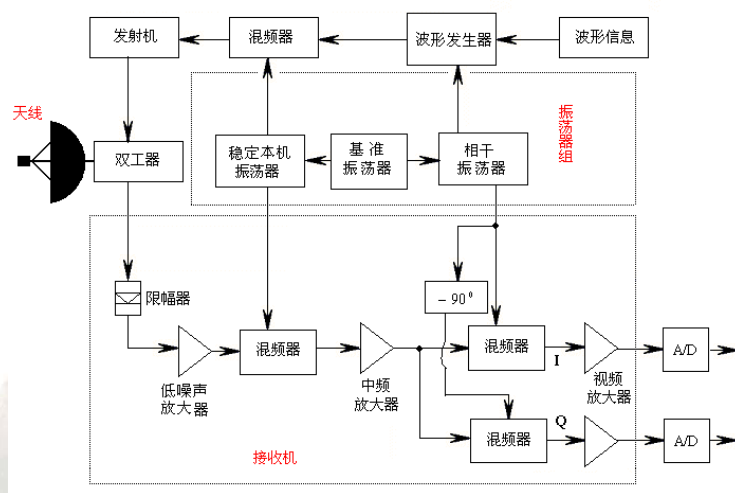 发射机
混频器
波形发生器
波形信息
天线
振荡器组
双工器
稳定本机
振荡器
基准
振荡器
相干
振荡器
限幅器
－90⁰
低噪声
放大器
混频器
中频
放大器
混频器
I
视频
放大器
A/D
混频器
Q
A/D
接收机